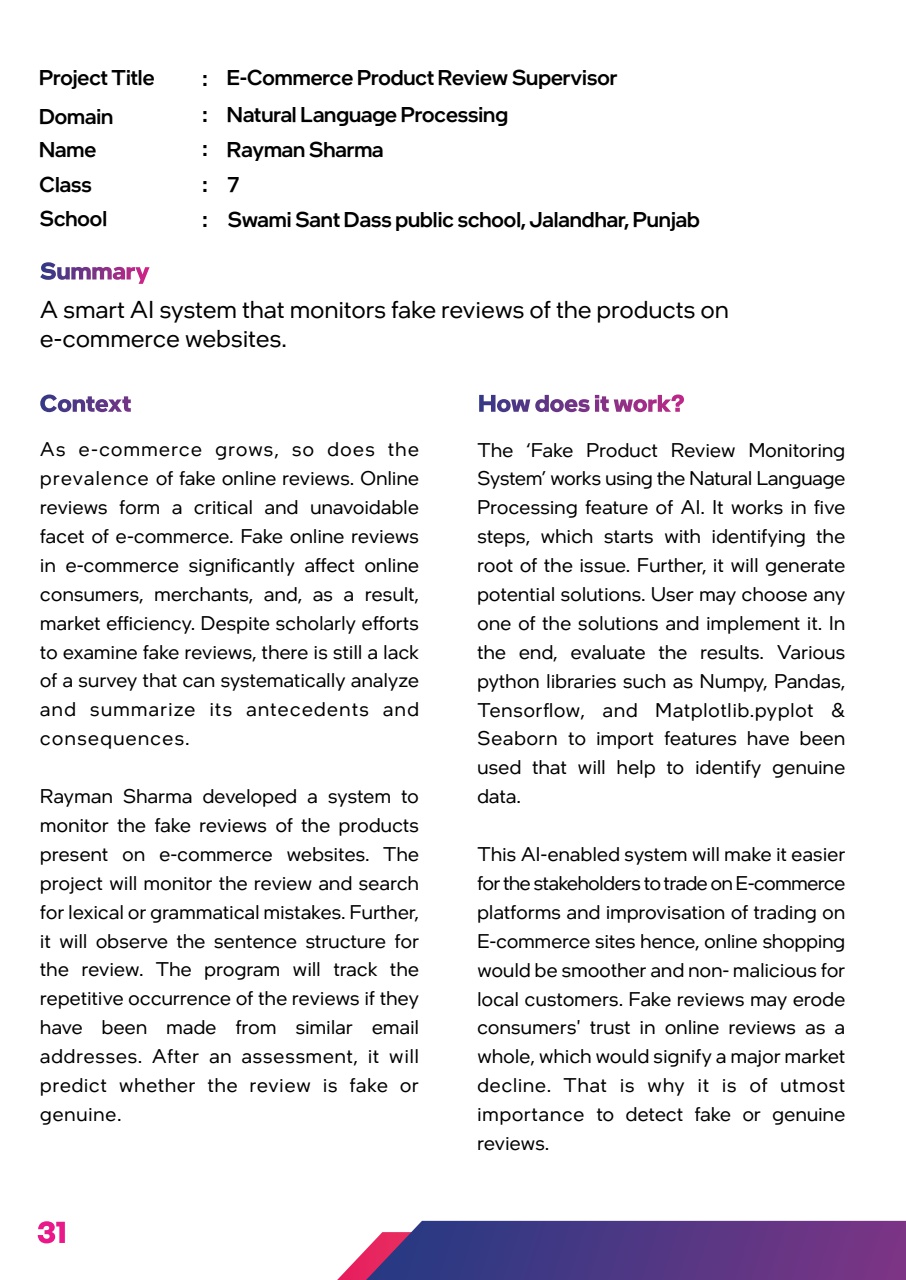 Project Title : E-Commerce Product Review Supervisor
Domain : Natural Language Processing
Name : Rayman Sharma
Class : 7
School : Swami Sant Dass public school, Jalandhar, Punjab
Summary
A smart AI system that monitors fake reviews of the products on
e-commerce websites.
Context
As e-commerce grows, so does the
prevalence of fake online reviews. Online
reviews form a critical and unavoidable
facet of e-commerce. Fake online reviews
in e-commerce significantly affect online
consumers, merchants, and, as a result,
market efficiency. Despite scholarly efforts
to examine fake reviews, there is still a lack
of a survey that can systematically analyze
and summarize its antecedents and
consequences.
Rayman Sharma developed a system to
monitor the fake reviews of the products
present on e-commerce websites. The
project will monitor the review and search
for lexical or grammatical mistakes. Further,
it will observe the sentence structure for
the review. The program will track the
repetitive occurrence of the reviews if they
have been made from similar email
addresses. After an assessment, it will
predict whether the review is fake or
genuine.
How does it work?
The ‘Fake Product Review Monitoring
System’ works using the Natural Language
Processing feature of AI. It works in five
steps, which starts with identifying the
root of the issue. Further, it will generate
potential solutions. User may choose any
one of the solutions and implement it. In
the end, evaluate the results. Various
python libraries such as Numpy, Pandas,
Tensorflow, and Matplotlib.pyplot &
Seaborn to import features have been
used that will help to identify genuine
data.
This AI-enabled system will make it easier
for the stakeholders to trade on E-commerce
platforms and improvisation of trading on
E-commerce sites hence, online shopping
would be smoother and non- malicious for
local customers. Fake reviews may erode
consumers' trust in online reviews as a
whole, which would signify a major market
decline. That is why it is of utmost
importance to detect fake or genuine
reviews.
31